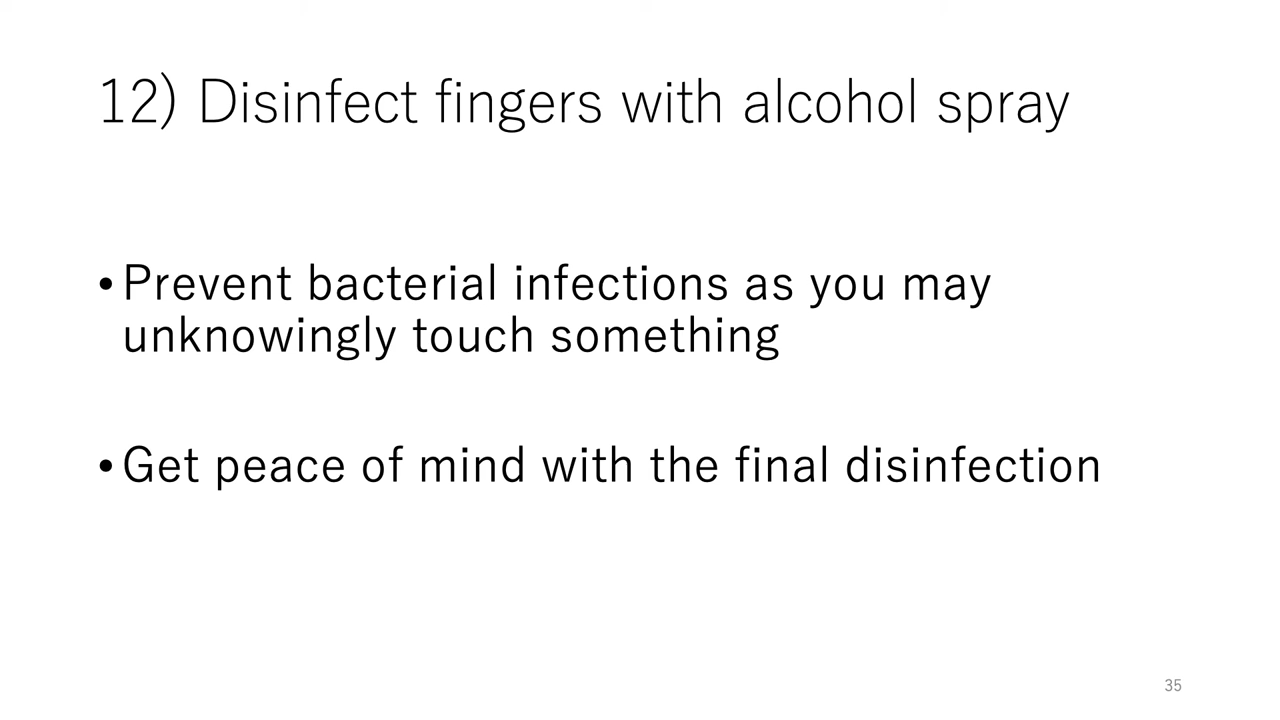 12) Disinfect fingers with alcohol spray
• Prevent bacterial infections as you may
unknowingly touch something
• Get peace of mind with the final disinfection
35